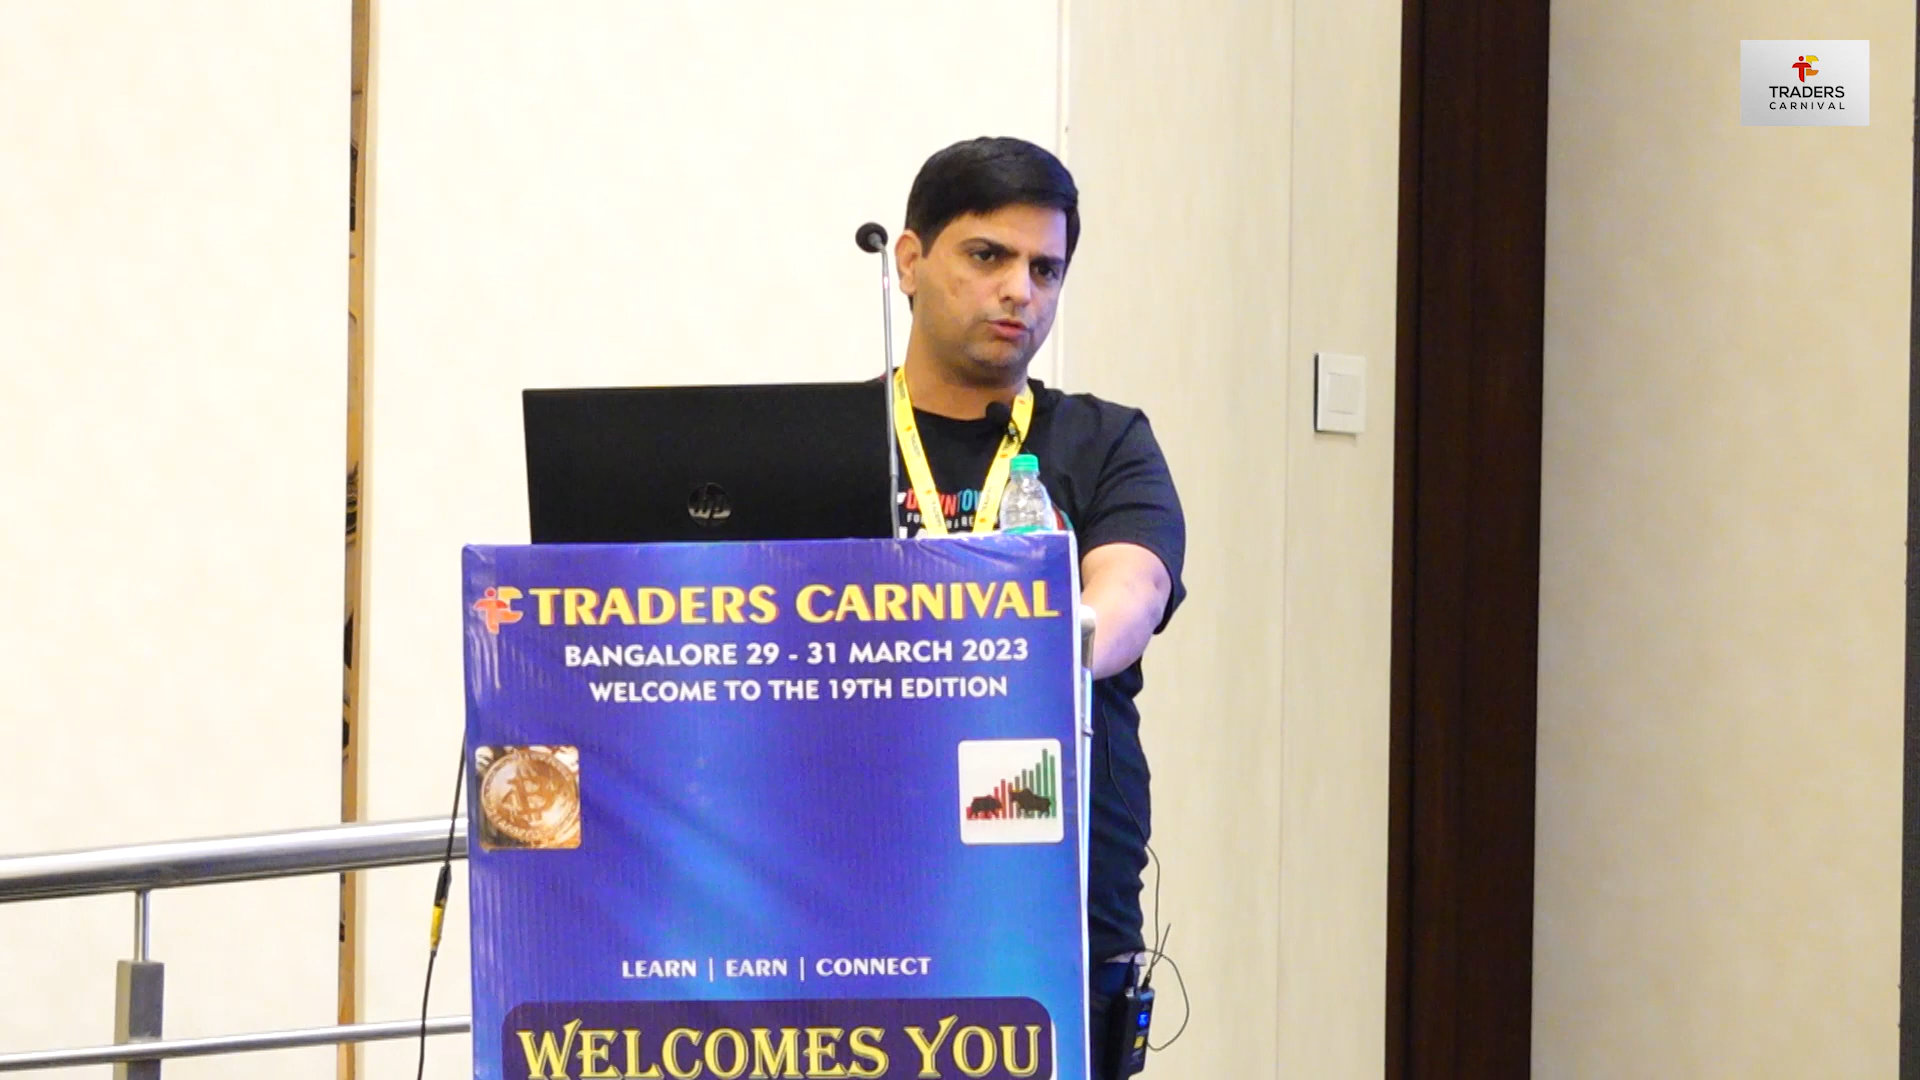 TRADERS
CARNIVAL
hp
TRADERS CARNIVAL
BANGALORE 29 - 31 MARCH 2023
WELCOME TO THE 19TH EDITION
LEARN | EARN | CONNECT
WELCOMES YOU